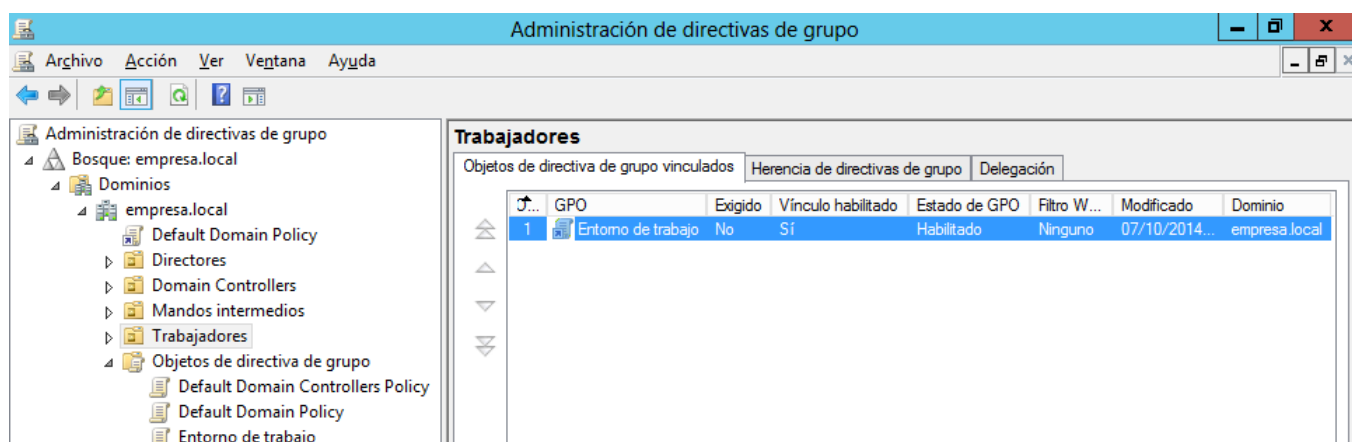 Administración de directivas de grupo
Archivo Acción Ver Ventana Ayuda
Administración de directivas de grupo
Bosque: empresa.local
Dominios
empresa.local
Default Domain Policy
Directores
Domain Controllers
Mandos intermedios
Trabajadores
Objetos de directiva de grupo
Default Domain Controllers Policy
Default Domain Policy
Entorno de trabajo
Trabajadores
Objetos de directiva de grupo vinculados Herencia de directivas de grupo Delegación
GPO Exigido Vínculo habilitado Estado de GPO Filtro W... Modificado Dominio
1 Entorno de trabajo No Sí Habilitado Ninguno 07/10/2014... empresa.local